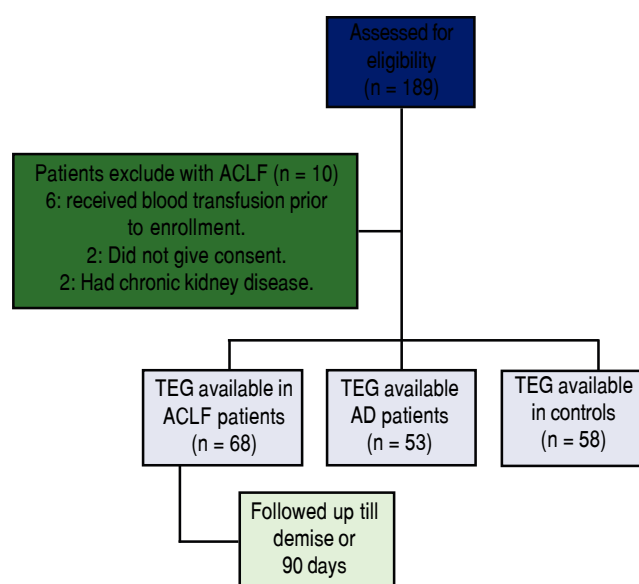 Assessed for
eligibility
(n = 189)
Patients exclude with ACLF (n = 10)
6: received blood transfusion prior
to enrollment.
2: Did not give consent.
2: Had chronic kidney disease.
TEG available in
ACLF patients
(n = 68)
TEG available
AD patients
(n = 53)
TEG available
in controls
(n = 58)
Followed up till
demise or
90 days